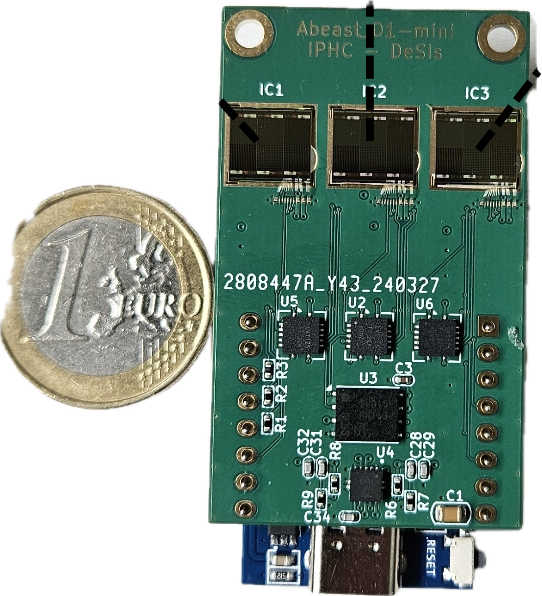 Abeast D1-mini
IPHC - DeSIs
IC1
IC2
IC3
2808447A_Y43_240327
U5
U2
U6
1 EURO
R3
R2
R1
C3
U3
U4
C32
C31
R8
C28
C29
R9
R6
R7
C34
C1
RESET